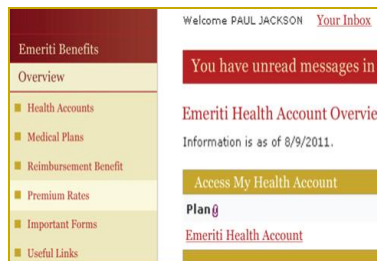 Welcome PAUL JACKSON Your Inbox
Emeriti Benefits
Overview
Health Accounts
Medical Plans
Reimbursement Benefit
Premium Rates
Important Forms
Useful Links
You have unread messages in
Emeriti Health Account Overvie
Information is as of 8/9/2011.
Access My Health Account
Plan
Emeriti Health Account